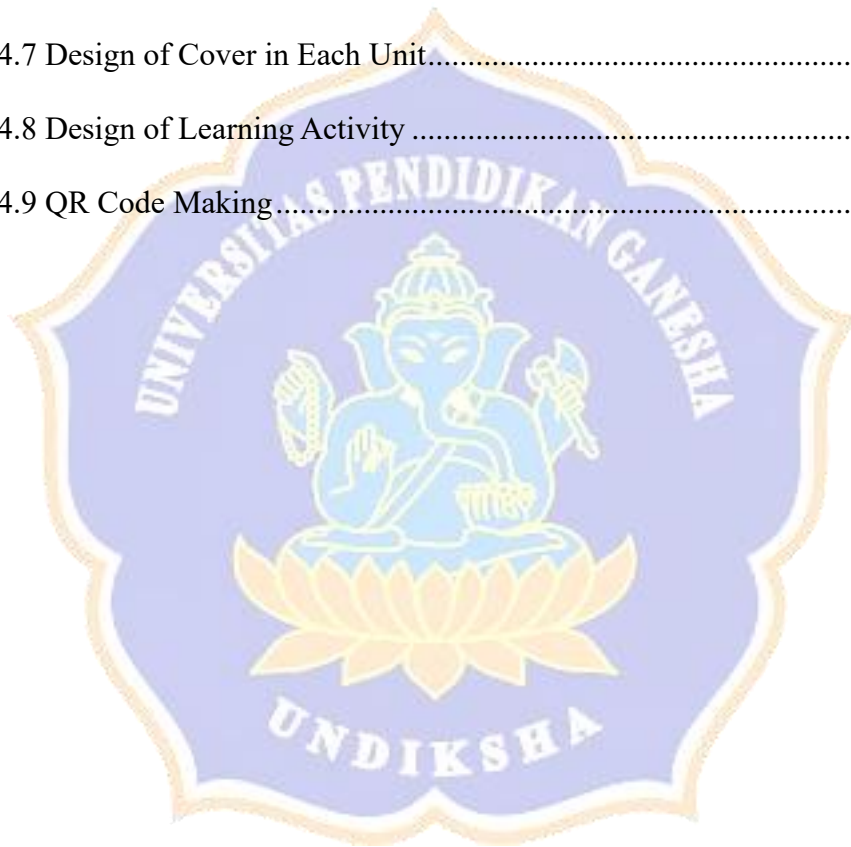 4.7 Design of Cover in Each Unit......................................................
4.8 Design of Learning Activity ........................................................
4.9 QR Code Making.........................................................................
UNIVERSITAS PENDIDIKAN GANESHA
UNDIKSHA